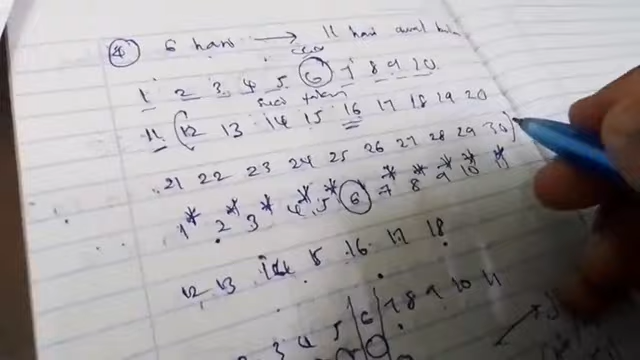 ④ 6 hari → 11 hari awal
1 2 3 4 5 ⑥ 7 8 9 10
11 (12 13 14 15 16 17 18 19 20
21 22 23 24 25 26 27 28 29 30)
1* 2* 3* 4* 5* ⑥ 7* 8* 9* 10* 11*
12 13 14 15 16 17 18
3 4 5 6 7 8 9 10 11